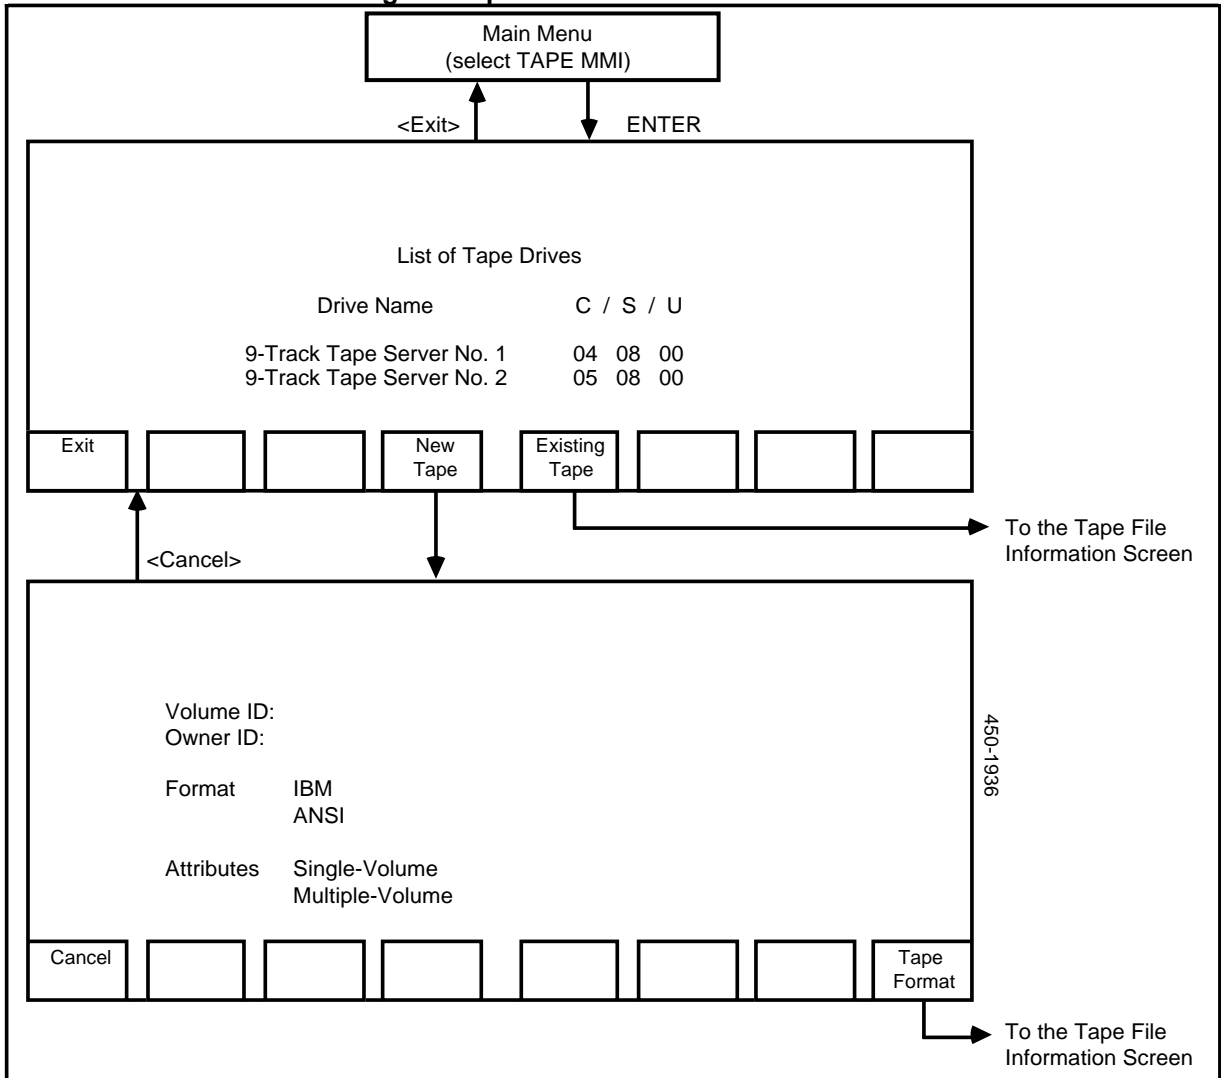 Main Menu
(select TAPE MMI)
<Exit>
ENTER
List of Tape Drives
Drive Name C / S / U
9-Track Tape Server No. 1 04 08 00
9-Track Tape Server No. 2 05 08 00
Exit
New
Tape
Existing
Tape
To the Tape File
Information Screen
<Cancel>
Volume ID:
Owner ID:
Format IBM
ANSI
Attributes Single-Volume
Multiple-Volume
450-1936
Cancel
Tape
Format
To the Tape File
Information Screen